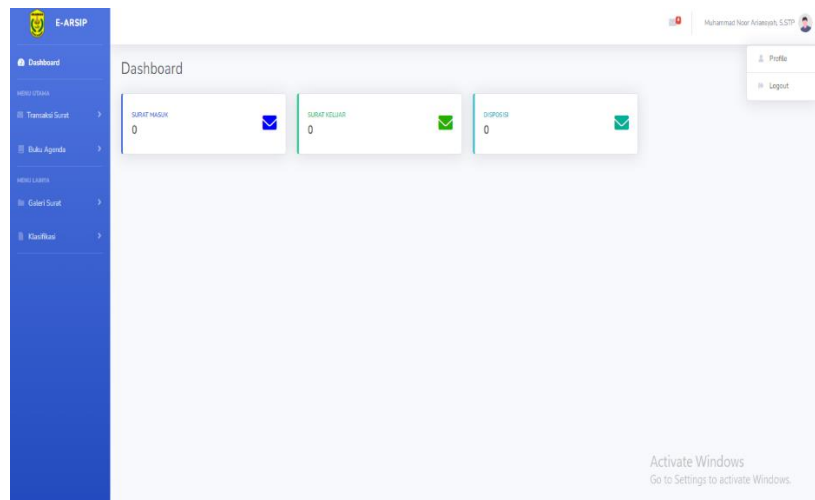 E-ARSIP
Muhammad Noor Ariansyah, S.STP
Profile
Logout
Dashboard
MENU UTAMA
Transaksi Surat
Buku Agenda
MENU LAINYA
Galeri Surat
Klasifikasi
Dashboard
SURAT MASUK
0
SURAT KELUAR
0
DISPOSISI
0
Activate Windows
Go to Settings to activate Windows.